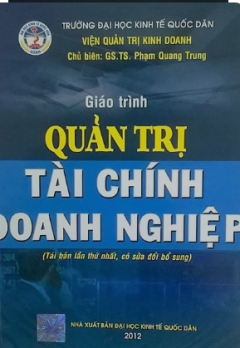 TRƯỜNG ĐẠI HỌC KINH TẾ QUỐC DÂN
VIỆN QUẢN TRỊ KINH DOANH
Chủ biên: GS.TS. Phạm Quang Trung
Giáo trình
QUẢN TRỊ
TÀI CHÍNH
DOANH NGHIỆP
(Tái bản lần thứ nhất, có sửa đổi bổ sung)
NHÀ XUẤT BẢN ĐẠI HỌC KINH TẾ QUỐC DÂN
2012